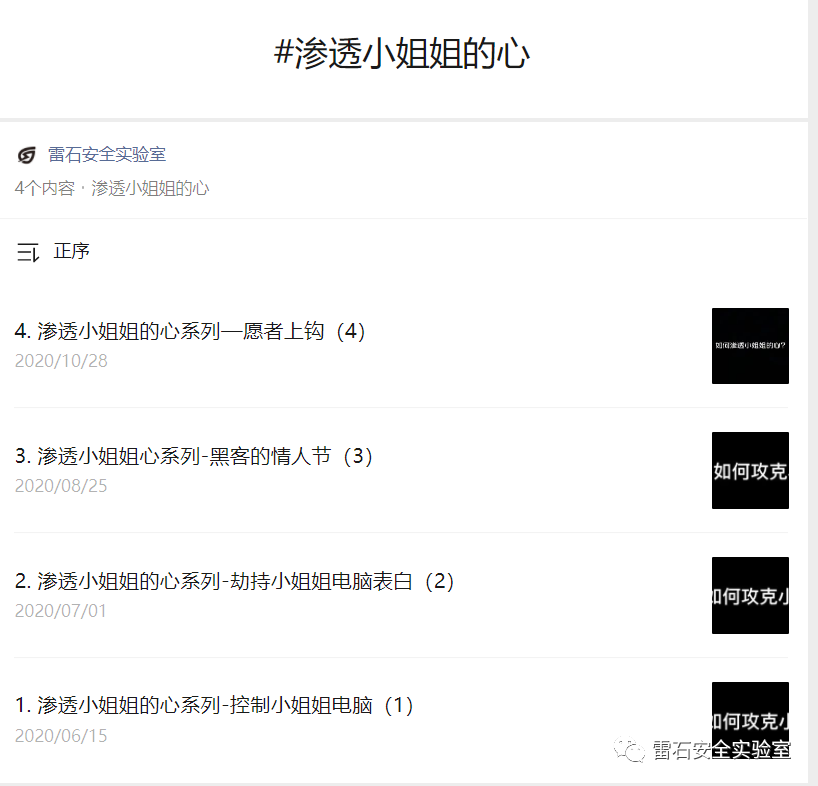 #渗透小姐姐的心
雷石安全实验室
4个内容 · 渗透小姐姐的心
正序
4. 渗透小姐姐的心系列—愿者上钩（4）
2020/10/28
如何渗透小姐姐的心?
3. 渗透小姐姐心系列-黑客的情人节（3）
2020/08/25
如何攻克
2. 渗透小姐姐的心系列-劫持小姐姐电脑表白（2）
2020/07/01
如何攻克小
1. 渗透小姐姐的心系列-控制小姐姐电脑（1）
2020/06/15
如何攻克小
雷石安全实验室